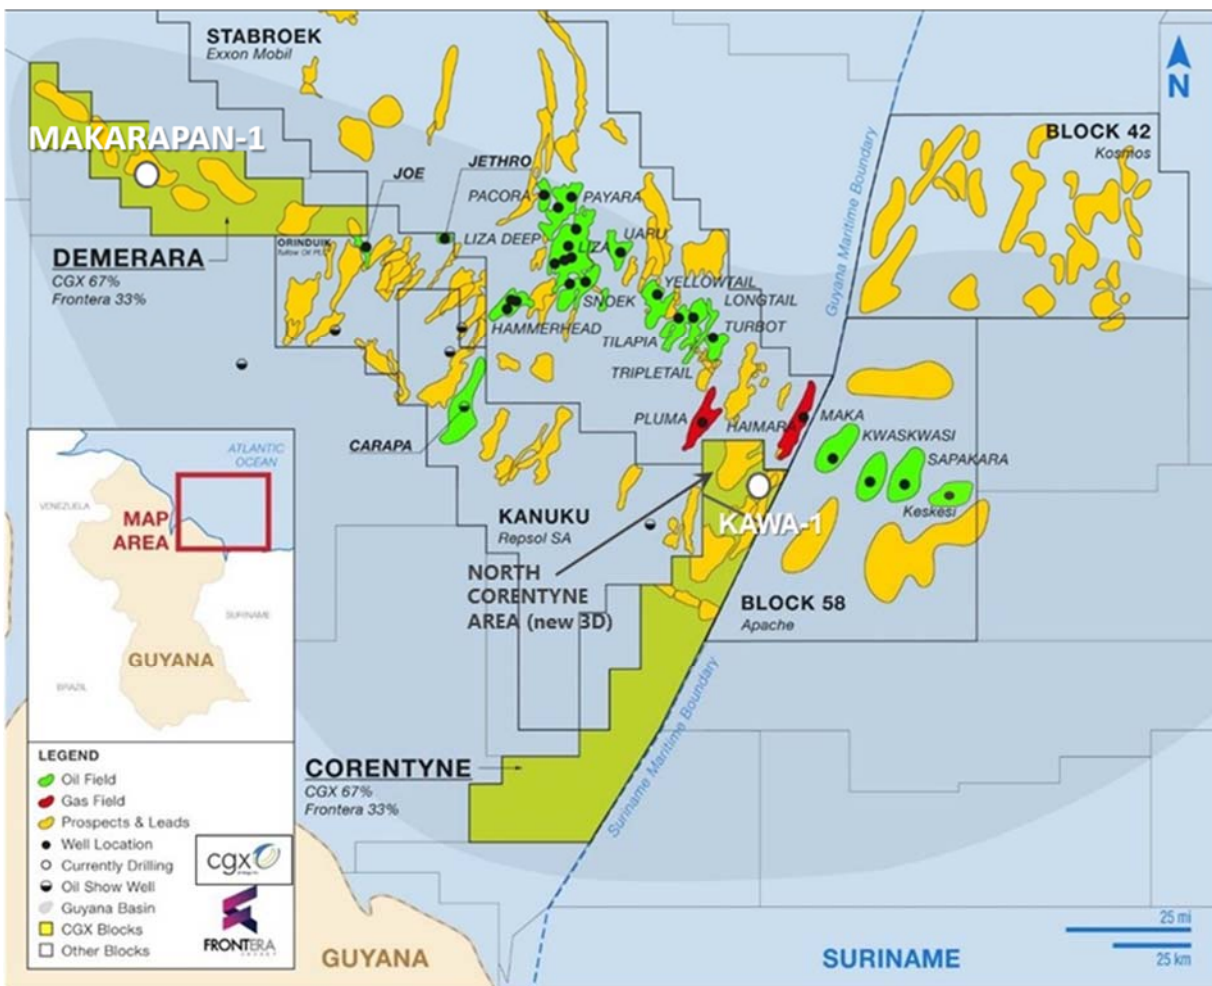 STABROEK
Exxon Mobil
N
MAKARAPAN-1
BLOCK 42
Kosmos
Guyana Maritime Boundary
JOE
JETHRO
PACORA
PAYARA
LIZA DEEP
LIZA
UARU
ORINDUIK
DEMERARA
CGX 67%
Frontera 33%
SNOEK
YELLOWTAIL
LONGTAIL
HAMMERHEAD
TURBOT
TILAPIA
TRIPLETAIL
PLUMA
HAIMARA
MAKA
KWASKWASI
SAPAKARA
Keskesi
CARAPA
KANUKU
Repsol SA
KAWA-1
NORTH
CORENTYNE
AREA (new 3D)
BLOCK 58
Apache
Suriname Maritime Boundary
CORENTYNE
CGX 67%
Frontera 33%
ATLANTIC
OCEAN
VENEZUELA
MAP
AREA
SURINAME
GUYANA
BRAZIL
LEGEND
Oil Field
Gas Field
Prospects & Leads
Well Location
Currently Drilling
Oil Show Well
Guyana Basin
CGX Blocks
Other Blocks
cgx
FRONTERA
GUYANA
SURINAME
25 mi
25 km